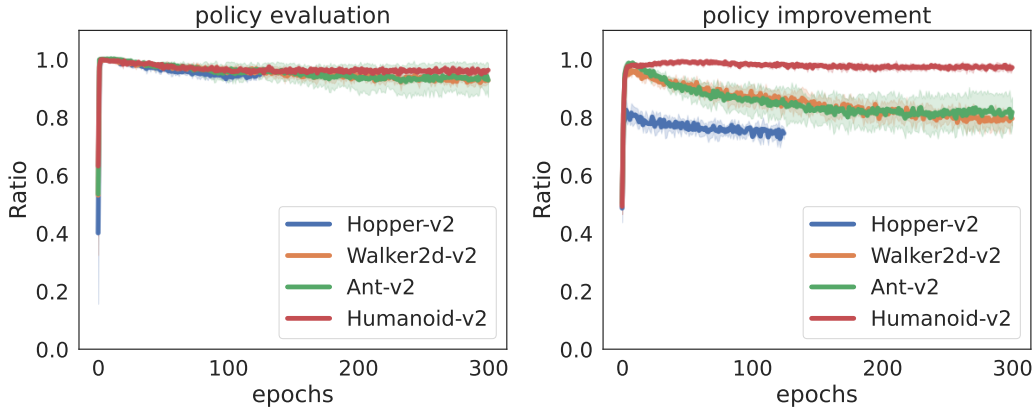 policy evaluation
Ratio
1.0
0.8
0.6
0.4
0.2
0.0
Hopper-v2
Walker2d-v2
Ant-v2
Humanoid-v2
0 100 200 300
epochs
policy improvement
Ratio
1.0
0.8
0.6
0.4
0.2
0.0
Hopper-v2
Walker2d-v2
Ant-v2
Humanoid-v2
0 100 200 300
epochs